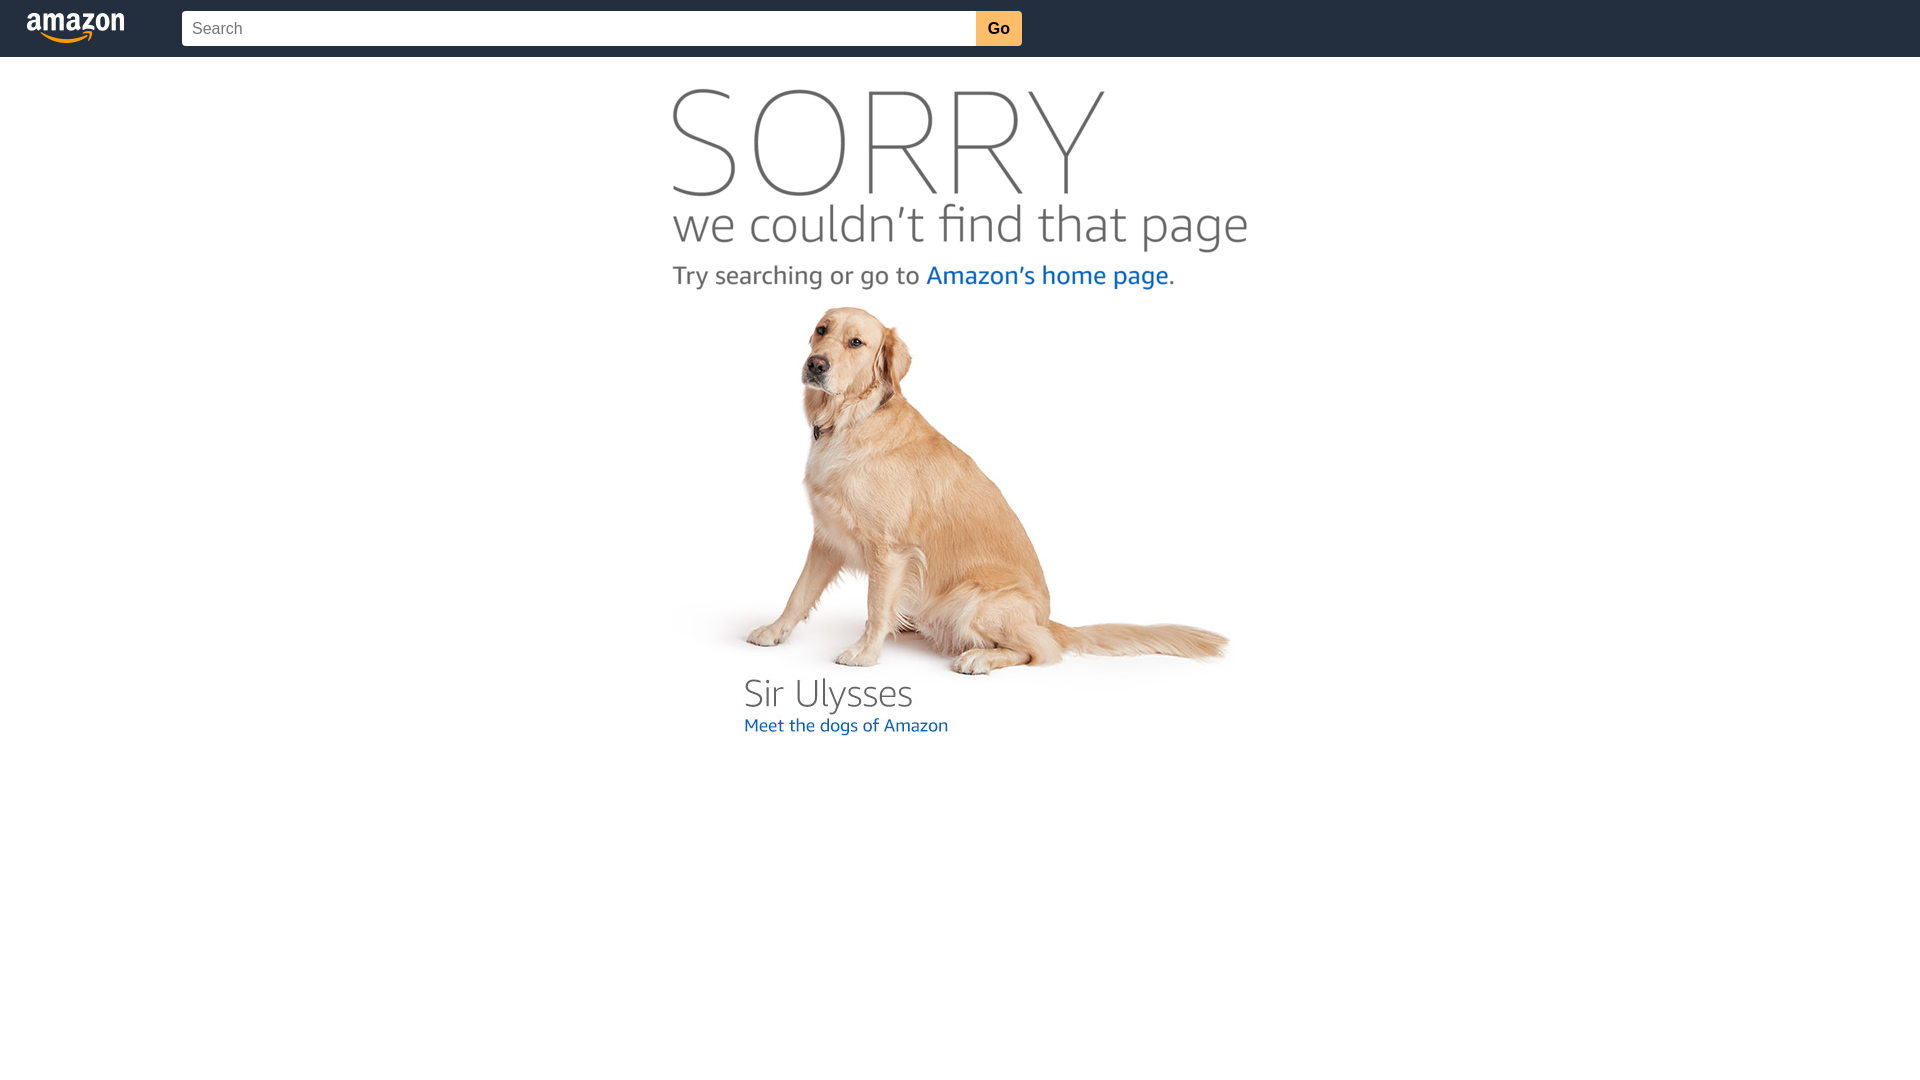 amazon
Search
Go
SORRY
we couldn't find that page
Try searching or go to Amazon's home page.
Sir Ulysses
Meet the dogs of Amazon